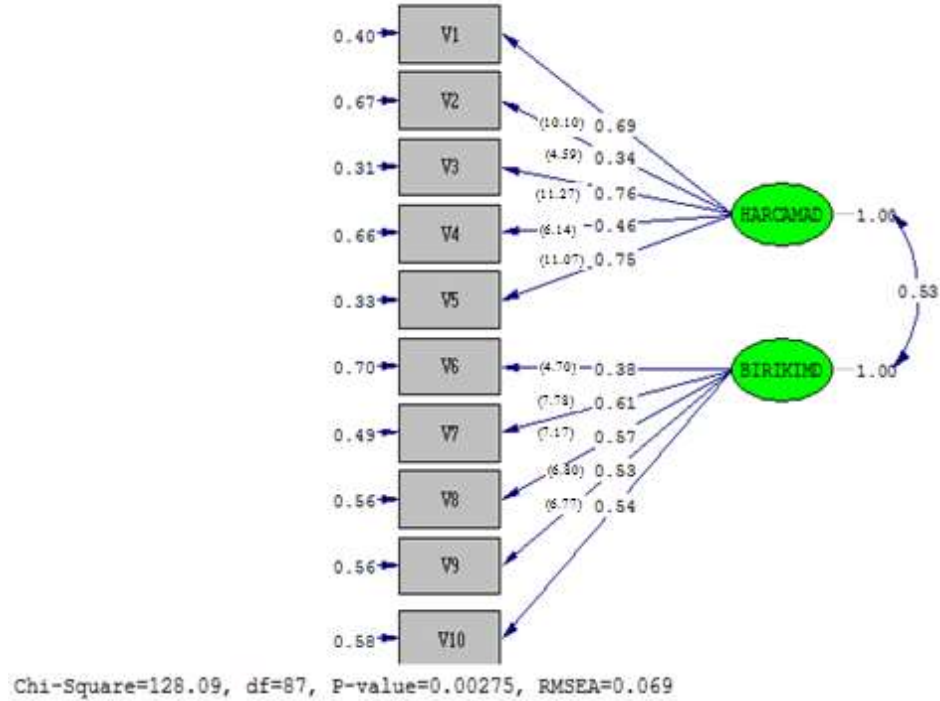 0.40 V1
0.67 V2
(10.10) 0.69
0.31 V3
(4.59) 0.34
(11.27) 0.76
HARCAMAD 1.00
0.66 V4
(6.14) 0.46
(11.07) 0.75
0.33 V5
0.53
0.70 V6
(4.70) 0.38
BIRIKIMD 1.00
(7.78) 0.61
0.49 V7
(7.17) 0.57
(6.80) 0.53
0.56 V8
(6.77) 0.54
0.56 V9
0.58 V10
Chi-Square=128.09, df=87, P-value=0.00275, RMSEA=0.069